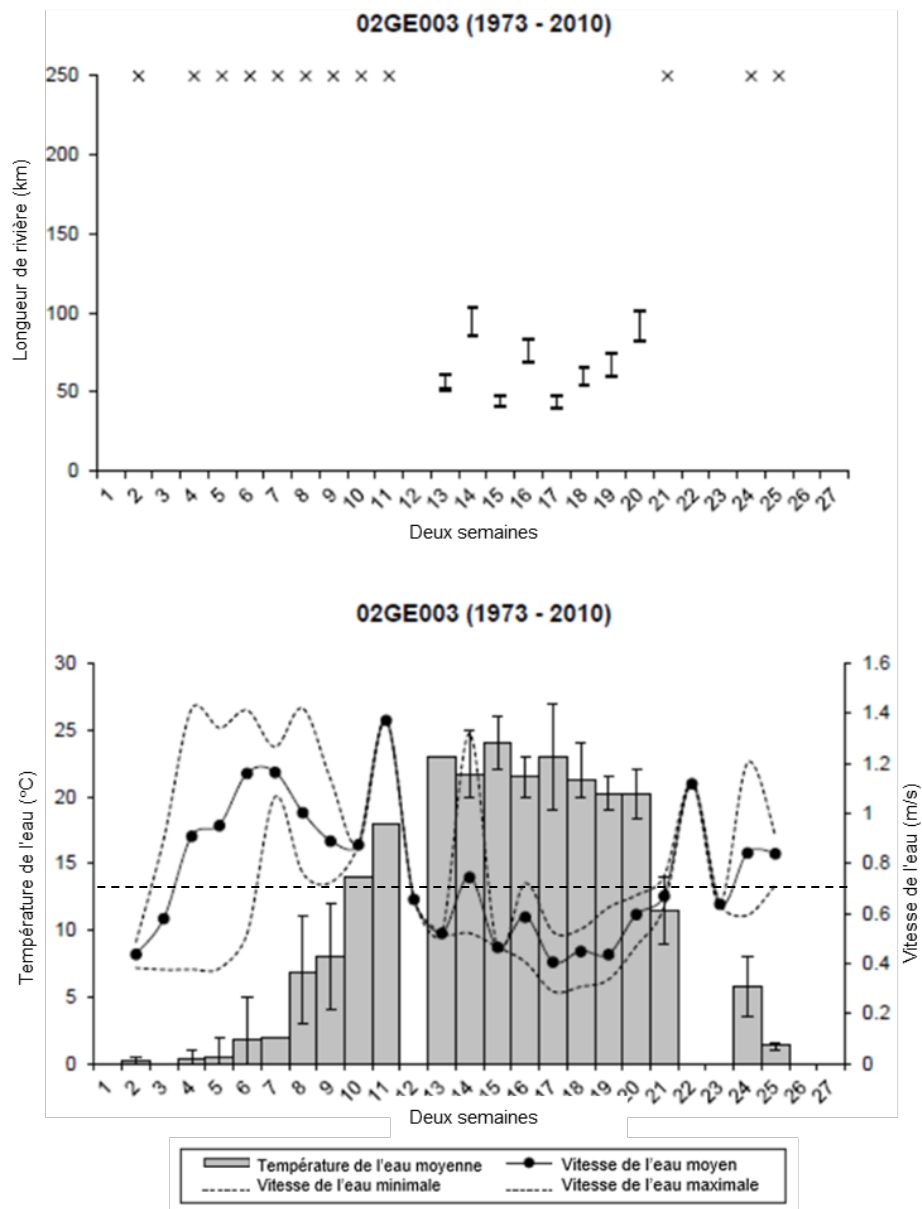 02GE003 (1973 - 2010)
250
200
150
100
50
0
Longueur de rivière (km)
1 2 3 4 5 6 7 8 9 10 11 12 13 14 15 16 17 18 19 20 21 22 23 24 25 26 27
Deux semaines
02GE003 (1973 - 2010)
30
25
20
15
10
5
0
Température de l'eau (°C)
1.6
1.4
1.2
1
0.8
0.6
0.4
0.2
0
Vitesse de l'eau (m/s)
1 2 3 4 5 6 7 8 9 10 11 12 13 14 15 16 17 18 19 20 21 22 23 24 25 26 27
Deux semaines
Température de l'eau moyenne Vitesse de l'eau moyen
Vitesse de l'eau minimale Vitesse de l'eau maximale